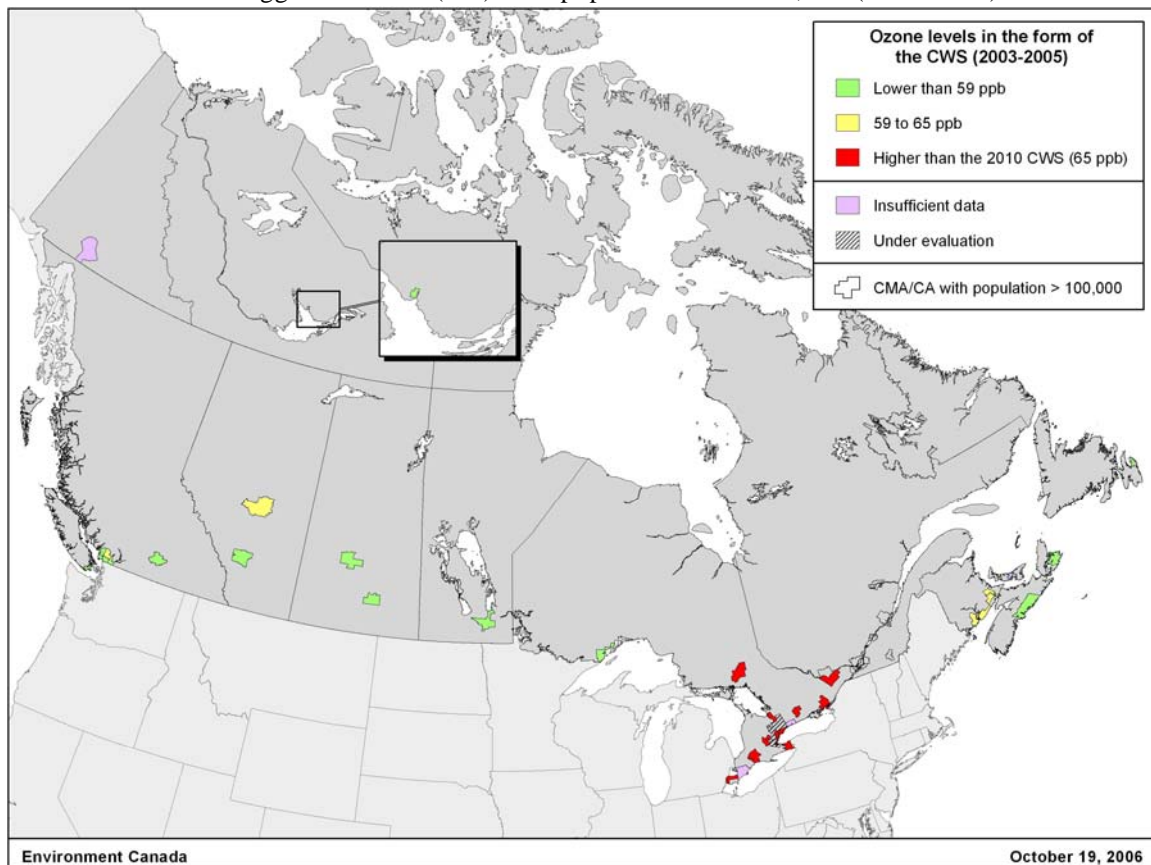 Ozone levels in the form of
the CWS (2003-2005)
Lower than 59 ppb
59 to 65 ppb
Higher than the 2010 CWS (65 ppb)
Insufficient data
Under evaluation
CMA/CA with population > 100,000
Environment Canada
October 19, 2006